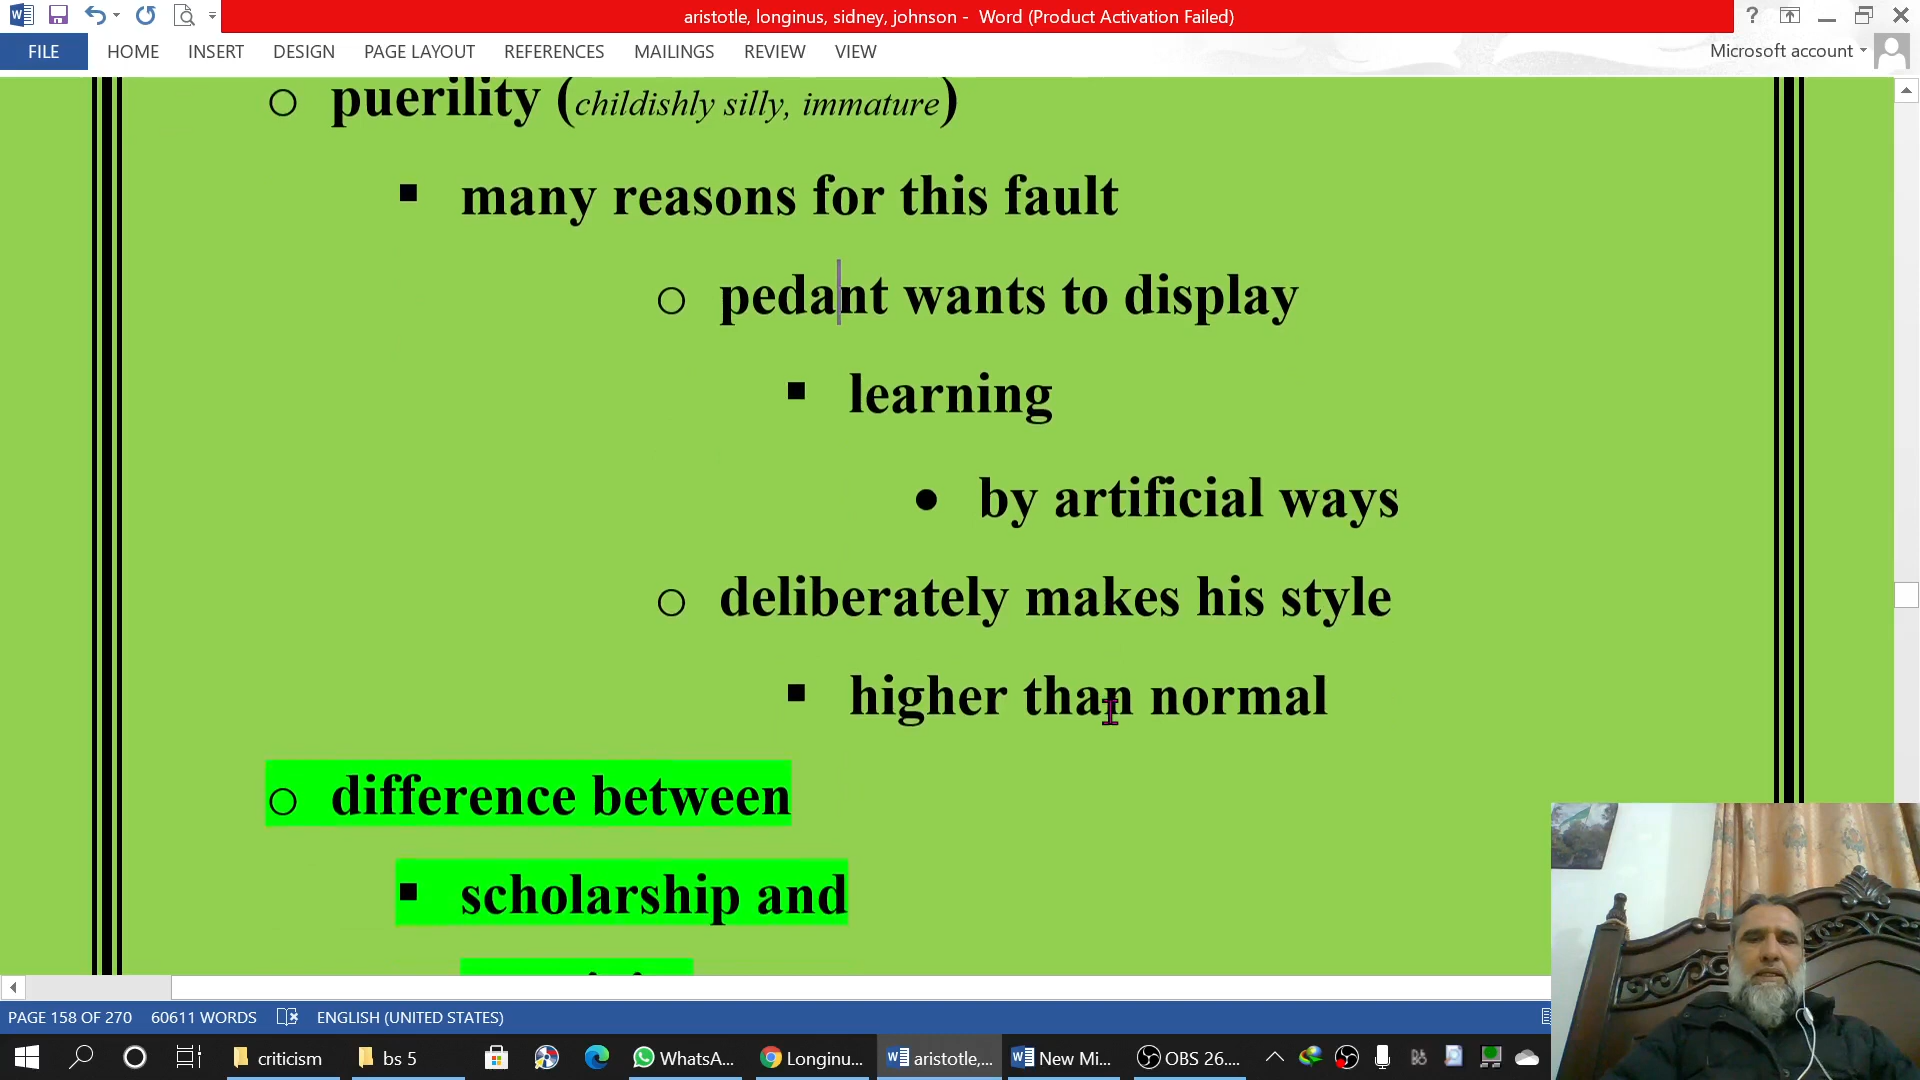 aristotle, longinus, sidney, johnson - Word (Product Activation Failed)
FILE HOME INSERT DESIGN PAGE LAYOUT REFERENCES MAILINGS REVIEW VIEW Microsoft account
o puerility (childishly silly, immature)
▪ many reasons for this fault
o pedant wants to display
▪ learning
• by artificial ways
o deliberately makes his style
▪ higher than normal
o difference between
▪ scholarship and
PAGE 158 OF 270 60611 WORDS ENGLISH (UNITED STATES)
criticism bs 5 WhatsA... Longinu... aristotle,... New Mi... OBS 26....